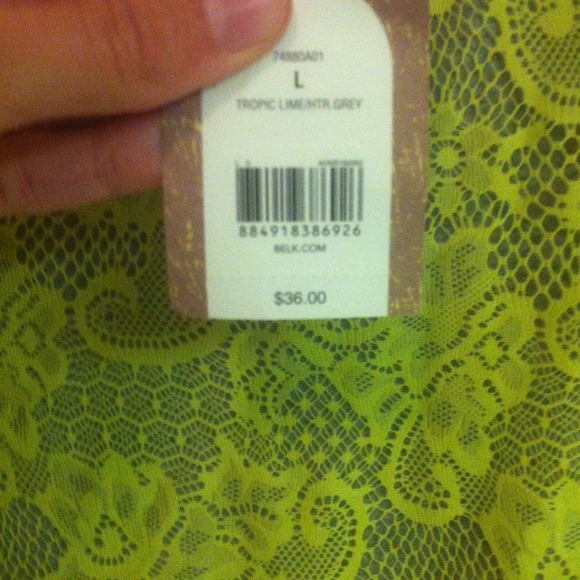 74880A01
L
TROPIC LIME/HTR.GREY
884918386926
BELK.COM
$36.00